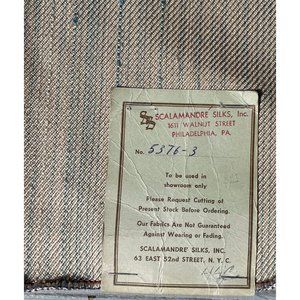 SCALAMANDRE SILKS, Inc.
1611 WALNUT STREET
PHILADELPHIA, PA.
No. 5376-3
To be used in
showroom only
Please Request Cutting of
Present Stock Before Ordering.
Our Fabrics Are Not Guaranteed
Against Wearing or Fading.
SCALAMANDRE' SILKS, INC.
63 EAST 52nd STREET, N. Y. C.